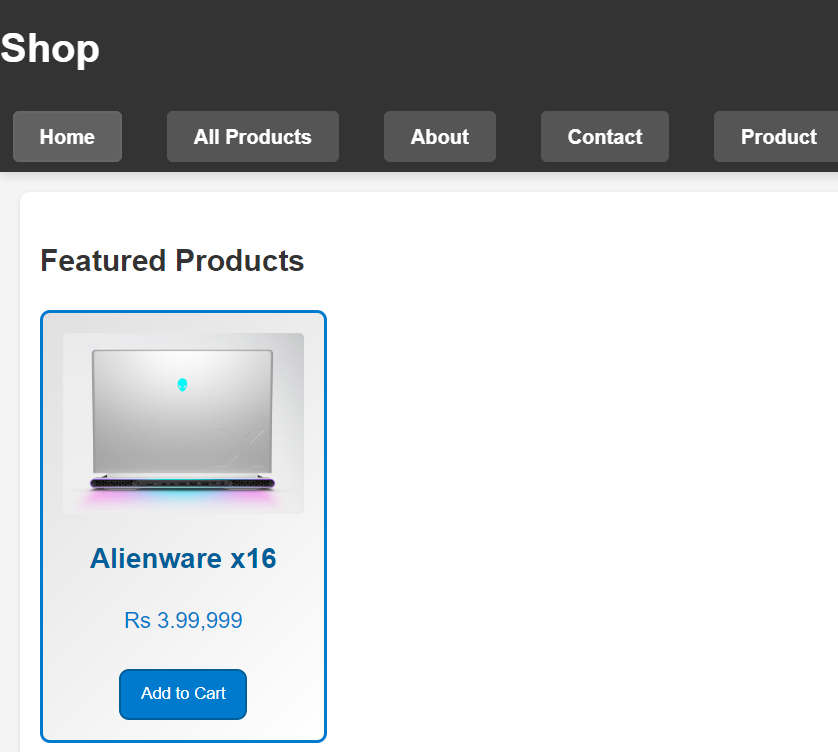 Shop
Home All Products About Contact Product
Featured Products
Alienware x16
Rs 3.99,999
Add to Cart